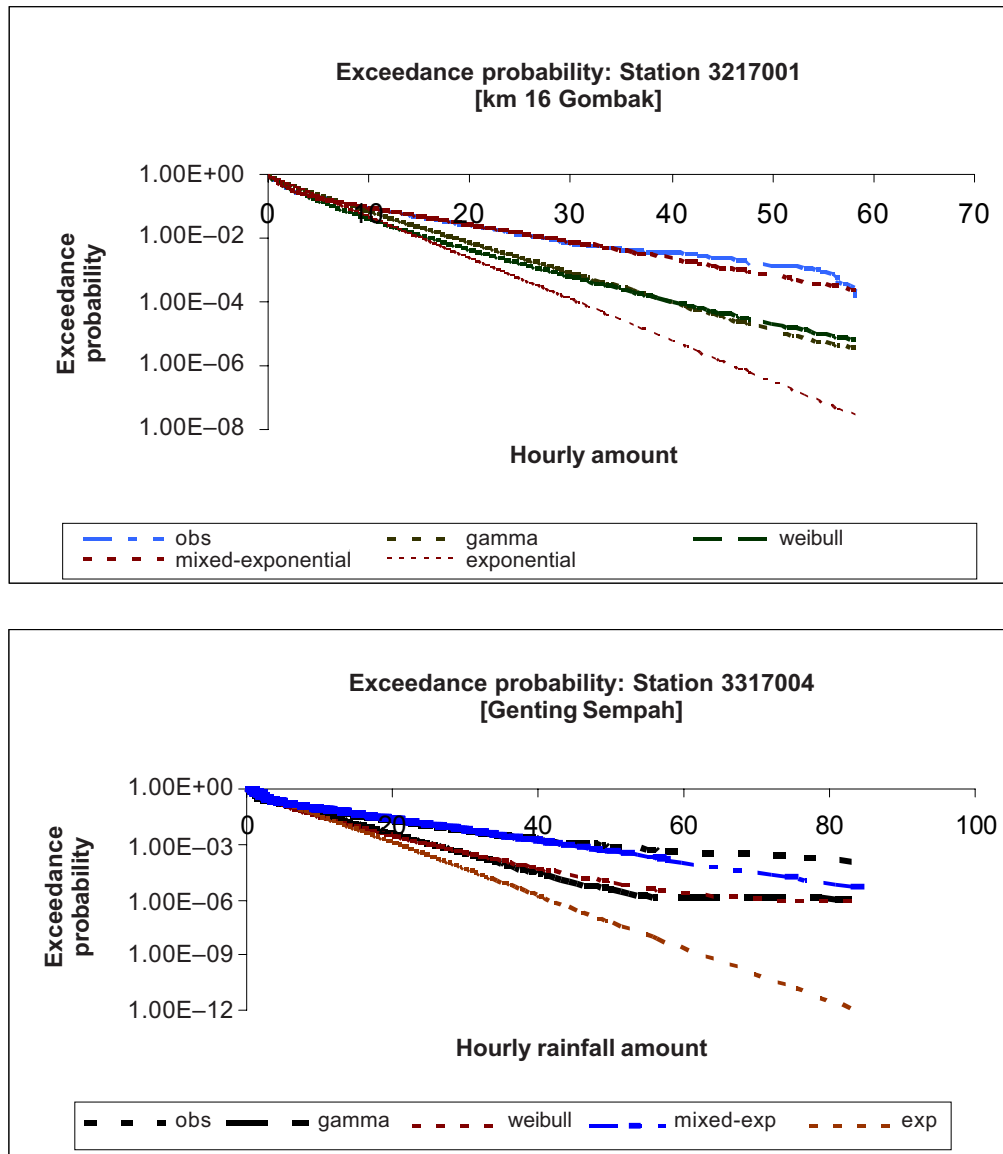 Exceedance probability: Station 3217001
[km 16 Gombak]
Exceedance
probability
1.00E+00
1.00E–02
1.00E–04
1.00E–06
1.00E–08
0 10 20 30 40 50 60 70
Hourly amount
obs gamma weibull
mixed-exponential exponential
Exceedance probability: Station 3317004
[Genting Sempah]
Exceedance
probability
1.00E+00
1.00E–03
1.00E–06
1.00E–09
1.00E–12
0 20 40 60 80 100
Hourly rainfall amount
obs gamma weibull mixed-exp exp